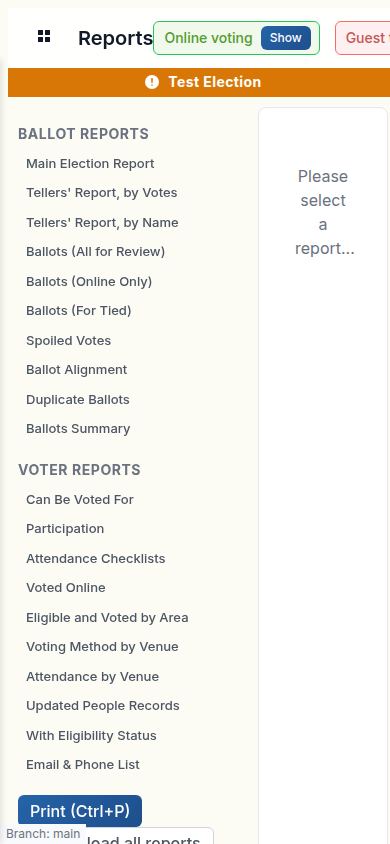 Reports
Online voting Show
Guest t
Test Election
BALLOT REPORTS
Main Election Report
Tellers' Report, by Votes
Tellers' Report, by Name
Ballots (All for Review)
Ballots (Online Only)
Ballots (For Tied)
Spoiled Votes
Ballot Alignment
Duplicate Ballots
Ballots Summary
VOTER REPORTS
Can Be Voted For
Participation
Attendance Checklists
Voted Online
Eligible and Voted by Area
Voting Method by Venue
Attendance by Venue
Updated People Records
With Eligibility Status
Email & Phone List
Print (Ctrl+P)
load all reports
Branch: main
Please
select
a
report...